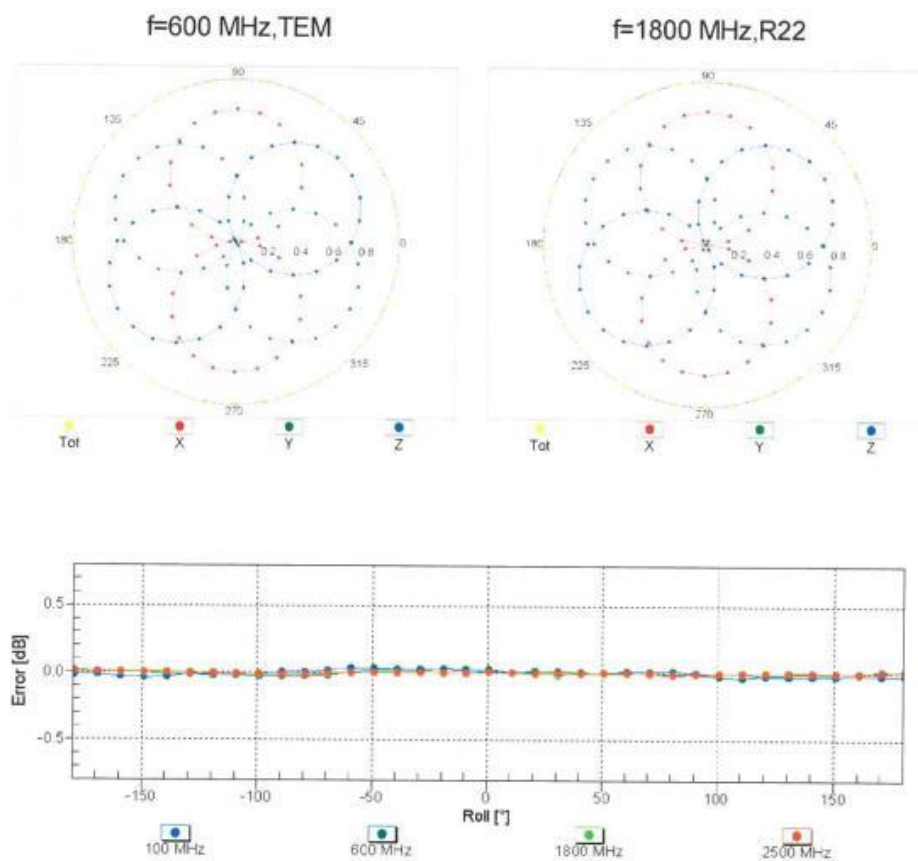 f=600 MHz,TEM
f=1800 MHz,R22
90
90
135
45
135
45
180
0.2
0.4
0.6
0.8
0
180
0.2
0.4
0.6
0.8
0
225
315
225
315
270
270
Tot
X
Y
Z
Tot
X
Y
Z
0.5
Error [dB]
0.0
-0.5
-150
-100
-50
0
50
100
150
Roll [°]
100 MHz
600 MHz
1800 MHz
2500 MHz